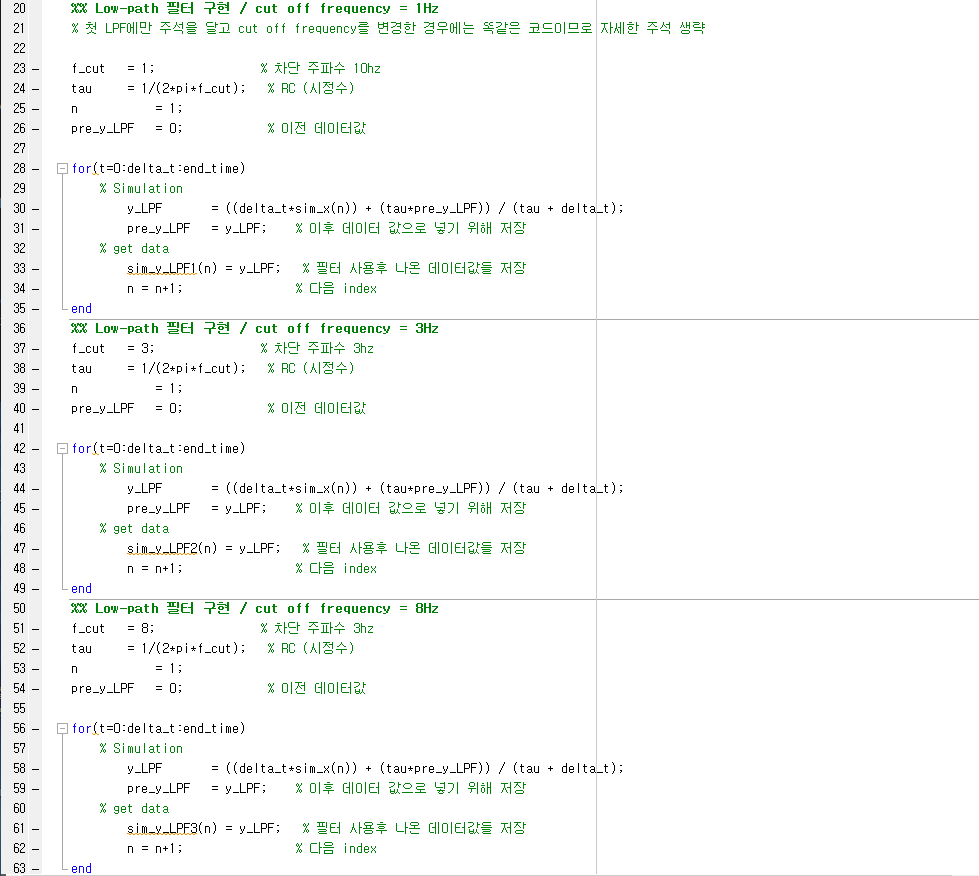 20 %% Low-path 필터 구현 / cut off frequency = 1Hz
21 % 첫 LPF에만 주석을 달고 cut off frequency를 변경한 경우에는 똑같은 코드이므로 자세한 주석 생략
22
23 – f_cut = 1; % 차단 주파수 10hz
24 – tau = 1/(2*pi*f_cut); % RC (시정수)
25 – n = 1;
26 – pre_y_LPF = 0; % 이전 데이터값
27
28 – for(t=0:delta_t:end_time)
29 % Simulation
30 – y_LPF = ((delta_t*sim_x(n)) + (tau*pre_y_LPF)) / (tau + delta_t);
31 – pre_y_LPF = y_LPF; % 이후 데이터 값으로 넣기 위해 저장
32 % get data
33 – sim_y_LPF1(n) = y_LPF; % 필터 사용후 나온 데이터값들 저장
34 – n = n+1; % 다음 index
35 – end
36 %% Low-path 필터 구현 / cut off frequency = 3Hz
37 – f_cut = 3; % 차단 주파수 3hz
38 – tau = 1/(2*pi*f_cut); % RC (시정수)
39 – n = 1;
40 – pre_y_LPF = 0; % 이전 데이터값
41
42 – for(t=0:delta_t:end_time)
43 % Simulation
44 – y_LPF = ((delta_t*sim_x(n)) + (tau*pre_y_LPF)) / (tau + delta_t);
45 – pre_y_LPF = y_LPF; % 이후 데이터 값으로 넣기 위해 저장
46 % get data
47 – sim_y_LPF2(n) = y_LPF; % 필터 사용후 나온 데이터값들 저장
48 – n = n+1; % 다음 index
49 – end
50 %% Low-path 필터 구현 / cut off frequency = 8Hz
51 – f_cut = 8; % 차단 주파수 3hz
52 – tau = 1/(2*pi*f_cut); % RC (시정수)
53 – n = 1;
54 – pre_y_LPF = 0; % 이전 데이터값
55
56 – for(t=0:delta_t:end_time)
57 % Simulation
58 – y_LPF = ((delta_t*sim_x(n)) + (tau*pre_y_LPF)) / (tau + delta_t);
59 – pre_y_LPF = y_LPF; % 이후 데이터 값으로 넣기 위해 저장
60 % get data
61 – sim_y_LPF3(n) = y_LPF; % 필터 사용후 나온 데이터값들 저장
62 – n = n+1; % 다음 index
63 – end